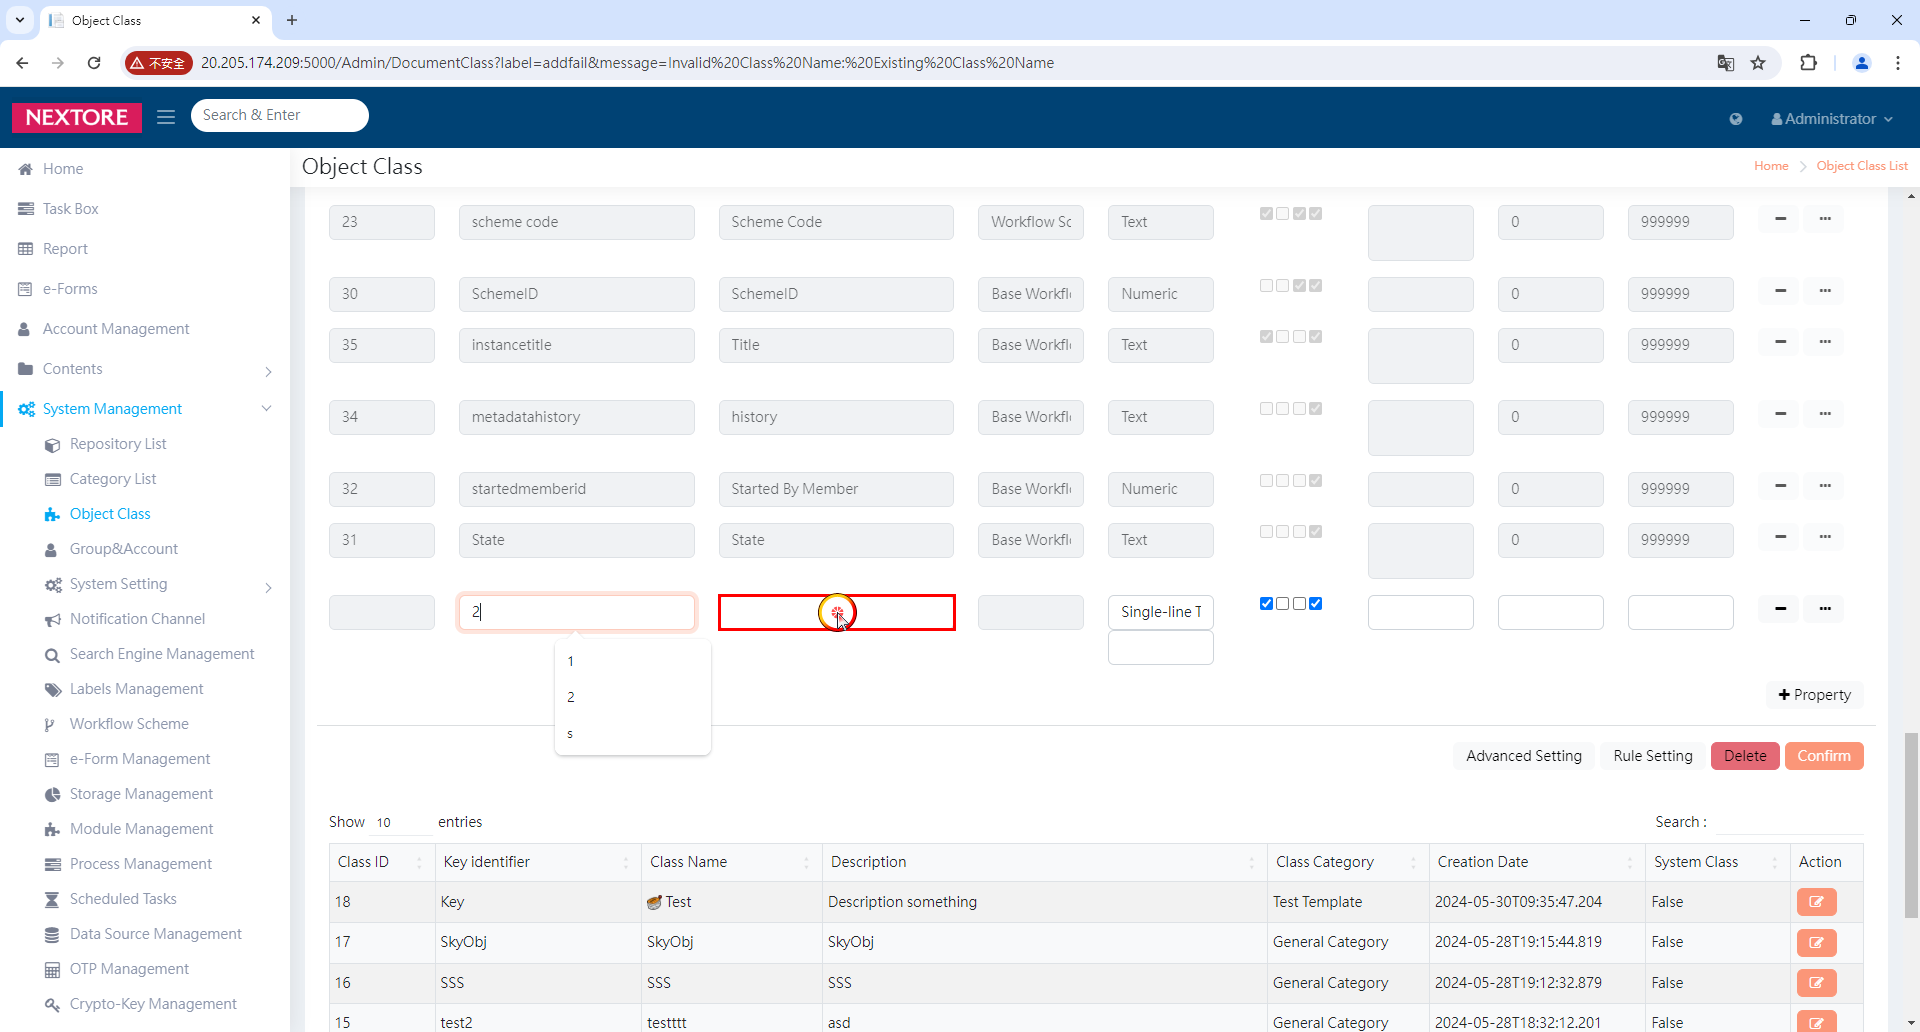 Object Class
不安全
20.205.174.209:5000/Admin/DocumentClass?label=addfail&message=Invalid%20Class%20Name:%20Existing%20Class%20Name
NEXTORE
Search & Enter
Administrator
Home
Task Box
Report
e-Forms
Account Management
Contents
System Management
Repository List
Category List
Object Class
Group&Account
System Setting
Notification Channel
Search Engine Management
Labels Management
Workflow Scheme
e-Form Management
Storage Management
Module Management
Process Management
Scheduled Tasks
Data Source Management
OTP Management
Crypto-Key Management
Object Class
Home > Object Class List
23 scheme code Scheme Code Workflow Sc Text 0 999999
30 SchemeID SchemeID Base Workfl Numeric 0 999999
35 instancetitle Title Base Workfl Text 0 999999
34 metadatahistory history Base Workfl Text 0 999999
32 startedmemberid Started By Member Base Workfl Numeric 0 999999
31 State State Base Workfl Text 0 999999
2 Single-line T
1
2
s
+ Property
Advanced Setting Rule Setting Delete Confirm
Show 10 entries Search :
Class ID Key identifier Class Name Description Class Category Creation Date System Class Action
18 Key Test Description something Test Template 2024-05-30T09:35:47.204 False
17 SkyObj SkyObj SkyObj General Category 2024-05-28T19:15:44.819 False
16 SSS SSS SSS General Category 2024-05-28T19:12:32.879 False
15 test2 testttt asd General Category 2024-05-28T18:32:12.201 False